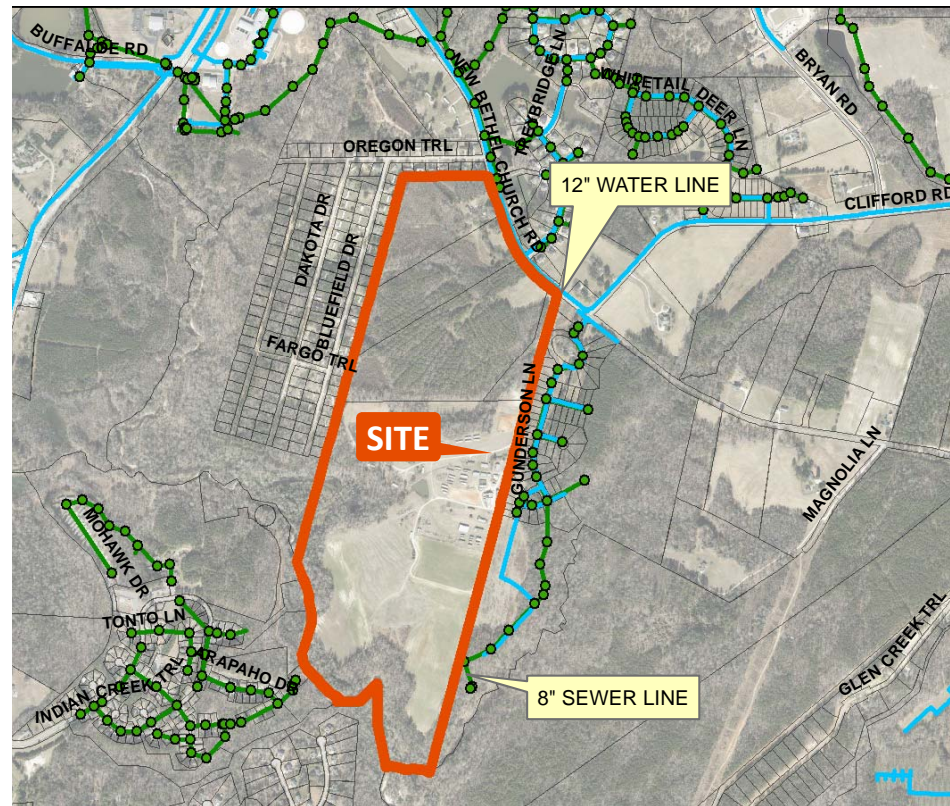 BUFFALOE RD
NEW BETHEL CHURCH RD
TREXBRIDGE LN
WHITETAIL DEER LN
BRYAN RD
OREGON TRL
12" WATER LINE
CLIFFORD RD
DAKOTA DR
BLUEFIELD DR
FARGO TRL
SITE
GUNDERSON LN
MAGNOLIA LN
MOHAWK DR
TONTO LN
ARAPAHO DR
INDIAN CREEK TRL
GLEN CREEK TRL
8" SEWER LINE